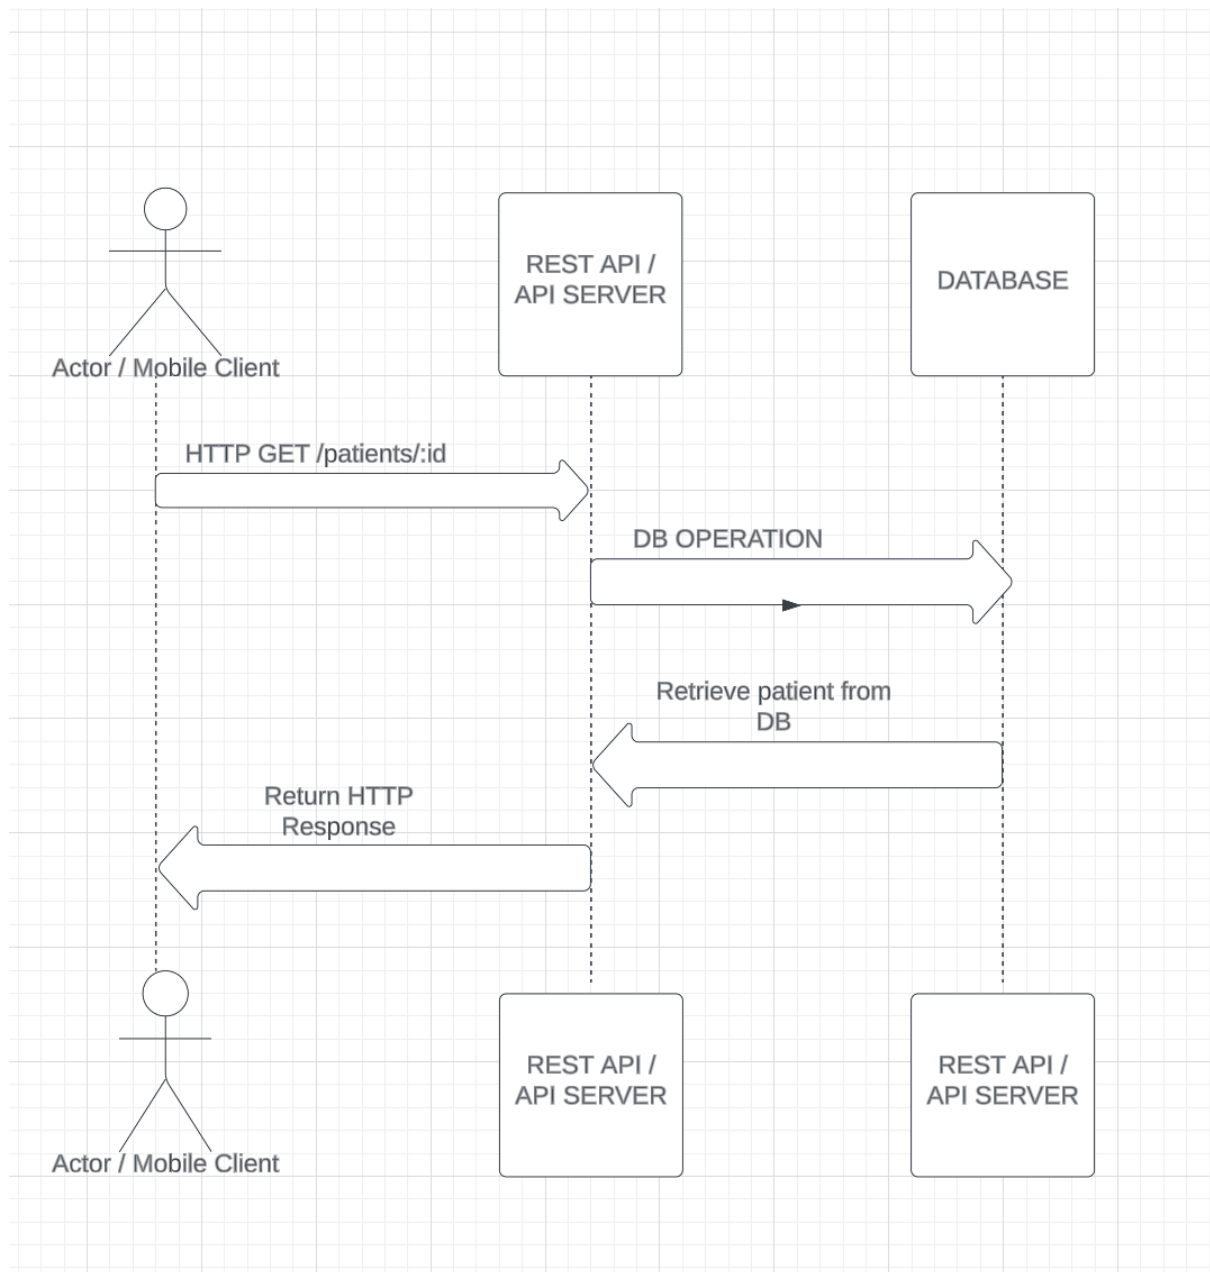 REST API /
API SERVER
DATABASE
Actor / Mobile Client
HTTP GET /patients/:id
DB OPERATION
Retrieve patient from
DB
Return HTTP
Response
REST API /
API SERVER
REST API /
API SERVER
Actor / Mobile Client